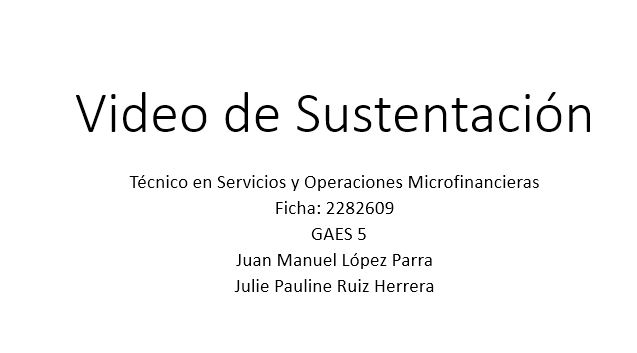 Video de Sustentación
Técnico en Servicios y Operaciones Microfinancieras
Ficha: 2282609
GAES 5
Juan Manuel López Parra
Julie Pauline Ruiz Herrera